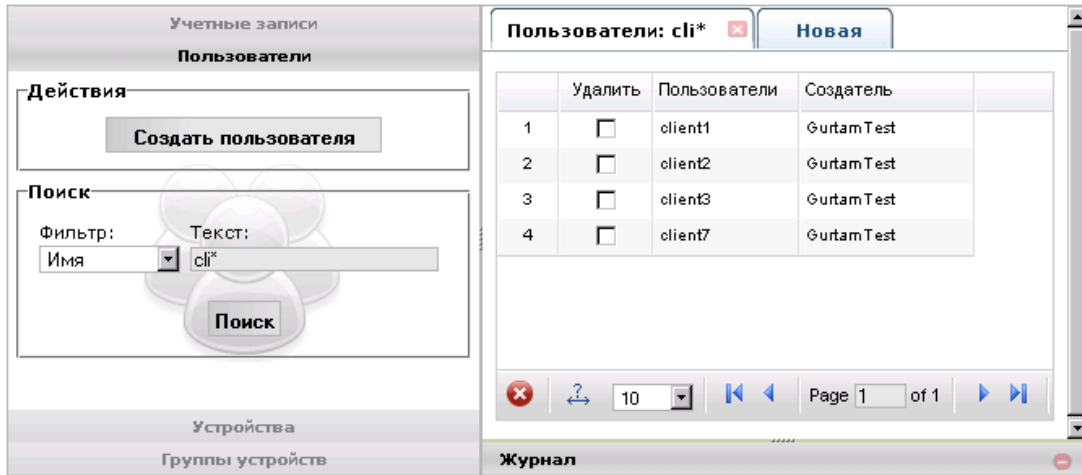 Учетные записи
Пользователи
Действия
Создать пользователя
Поиск
Фильтр: Текст:
Имя cli*
Поиск
Устройства
Группы устройств
Пользователи: cli* Новая
Удалить Пользователи Создатель
1 client1 GurtamTest
2 client2 GurtamTest
3 client3 GurtamTest
4 client7 GurtamTest
? 10 Page 1 of 1
Журнал